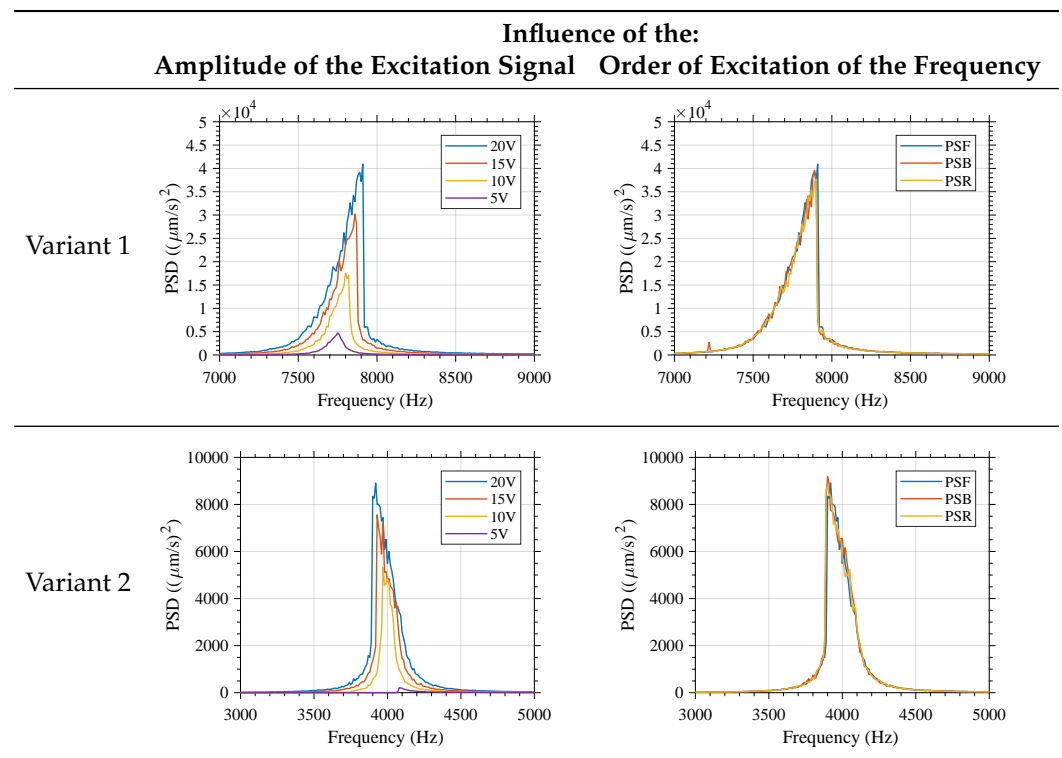 Influence of the:
Amplitude of the Excitation Signal Order of Excitation of the Frequency
Variant 1
×10⁴
5
4.5
4
3.5
3
2.5
2
1.5
1
0.5
0
PSD ((μm/s)²)
20V
15V
10V
5V
7000 7500 8000 8500 9000
Frequency (Hz)
×10⁴
5
4.5
4
3.5
3
2.5
2
1.5
1
0.5
0
PSD ((μm/s)²)
PSF
PSB
PSR
7000 7500 8000 8500 9000
Frequency (Hz)
Variant 2
10000
8000
6000
4000
2000
0
PSD ((μm/s)²)
20V
15V
10V
5V
3000 3500 4000 4500 5000
Frequency (Hz)
10000
8000
6000
4000
2000
0
PSD ((μm/s)²)
PSF
PSB
PSR
3000 3500 4000 4500 5000
Frequency (Hz)